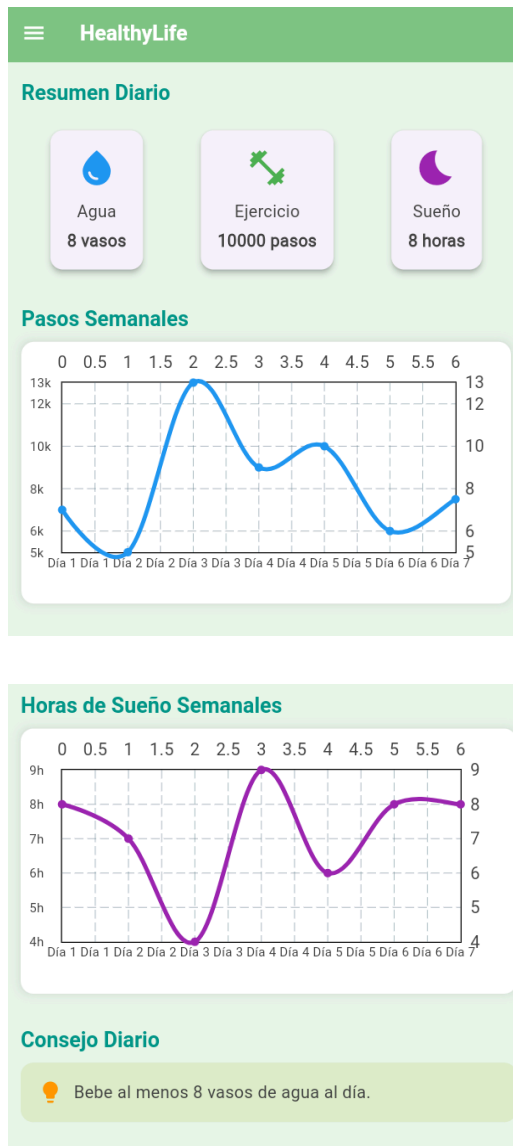 HealthyLife
Resumen Diario
Agua Ejercicio Sueño
8 vasos 10000 pasos 8 horas
Pasos Semanales
0 0.5 1 1.5 2 2.5 3 3.5 4 4.5 5 5.5 6
13k 13
12k 12
10k 10
8k 8
6k 6
5k 5
Día 1 Día 1 Día 2 Día 2 Día 3 Día 3 Día 4 Día 4 Día 5 Día 5 Día 6 Día 6 Día 7
Horas de Sueño Semanales
0 0.5 1 1.5 2 2.5 3 3.5 4 4.5 5 5.5 6
9h 9
8h 8
7h 7
6h 6
5h 5
4h 4
Día 1 Día 1 Día 2 Día 2 Día 3 Día 3 Día 4 Día 4 Día 5 Día 5 Día 6 Día 6 Día 7
Consejo Diario
Bebe al menos 8 vasos de agua al día.